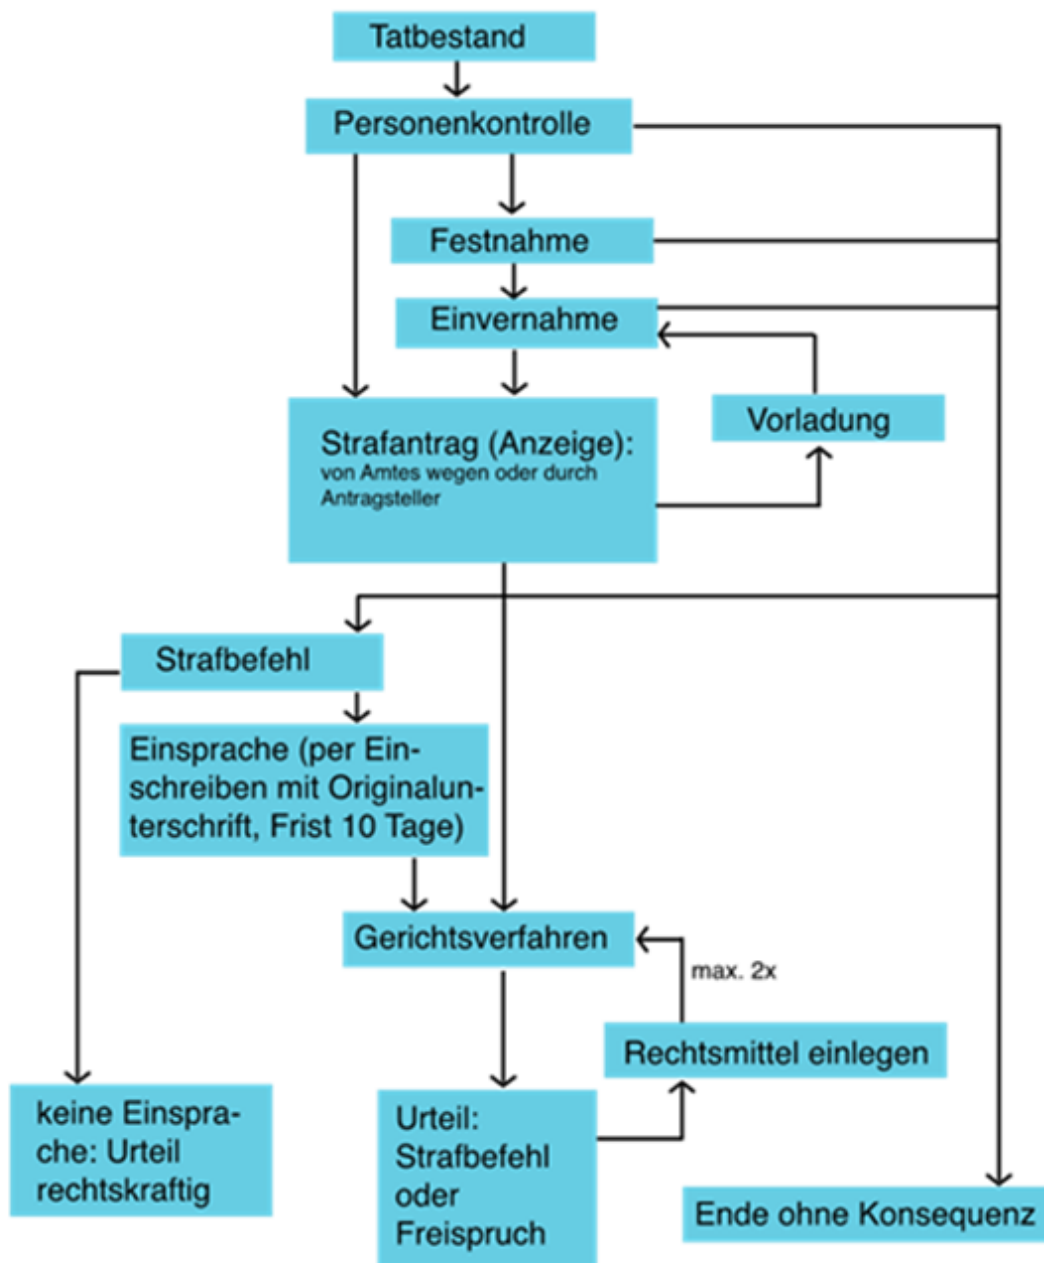 Tatbestand
Personenkontrolle
Festnahme
Einvernahme
Vorladung
Strafantrag (Anzeige):
von Amtes wegen oder durch
Antragsteller
Strafbefehl
Einsprache (per Ein-
schreiben mit Originalun-
terschrift, Frist 10 Tage)
Gerichtsverfahren
max. 2x
Rechtsmittel einlegen
keine Einspra-
che: Urteil
rechtskraftig
Urteil:
Strafbefehl
oder
Freispruch
Ende ohne Konsequenz